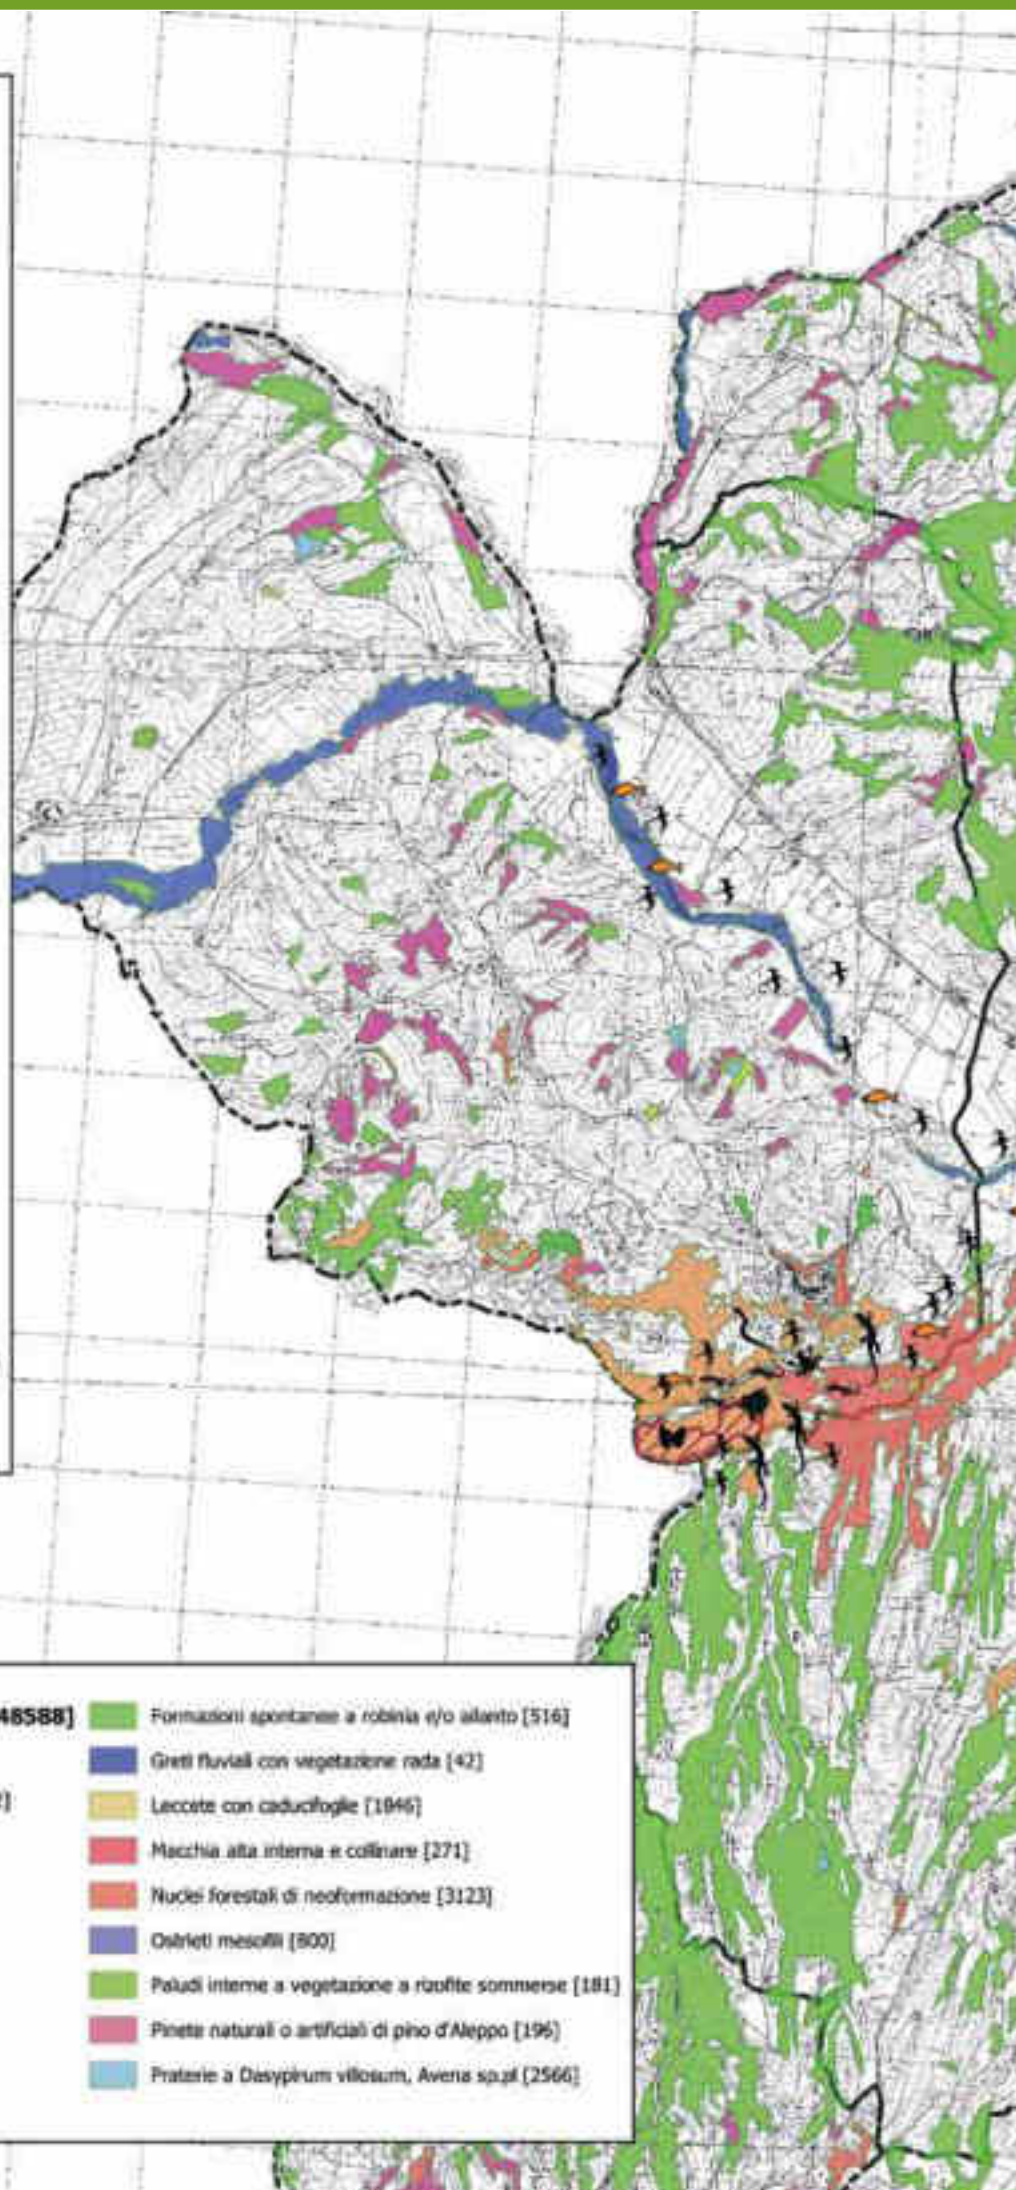 48588]
2]
Formazioni spontanee a robinia e/o ailanto [516]
Greti fluviali con vegetazione rada [42]
Leccete con caducifoglie [1846]
Macchia alta interna e collinare [271]
Nuclei forestali di neoformazione [3123]
Ostrieti mesofili [800]
Paludi interne a vegetazione a rizofite sommerse [181]
Pinete naturali o artificiali di pino d'Aleppo [196]
Praterie a Dasypirum villosum, Avena sp.pl [2566]